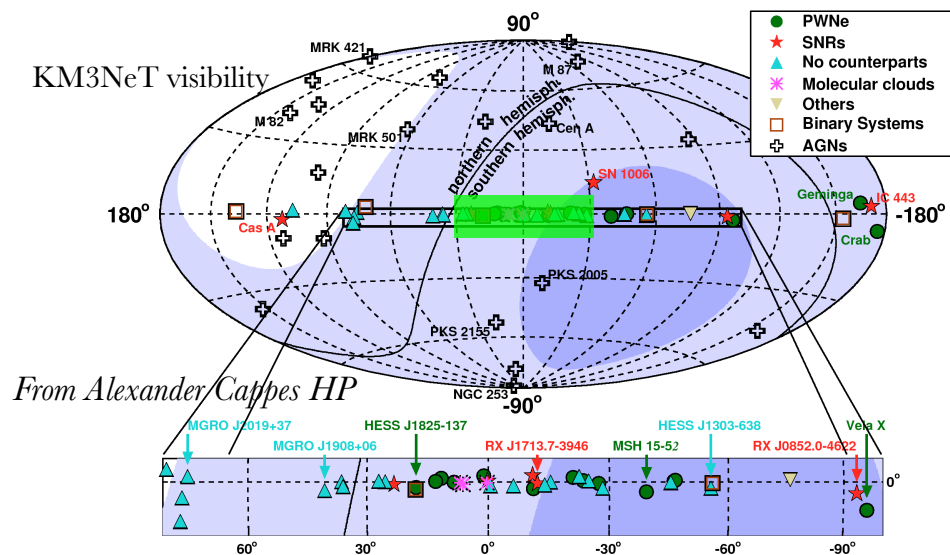 90°
KM3NeT visibility
PWNe
SNRs
No counterparts
Molecular clouds
Others
Binary Systems
AGNs
MRK 421
M 87
M 82
MRK 501
Cen A
northern hemisph.
southern hemisph.
SN 1006
Geminga
IC 443
180°
-180°
Cas A
Crab
PKS 2005
PKS 2155
NGC 253
-90°
From Alexander Cappes HP
MGRO J2019+37
HESS J1825-137
HESS J1303-638
Vela X
MGRO J1908+06
RX J1713.7-3946
MSH 15-52
RX J0852.0-4622
0°
60°
30°
0°
-30°
-60°
-90°